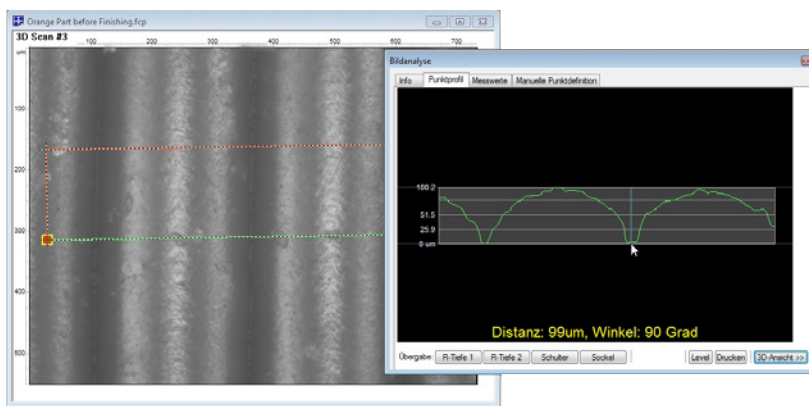 Orange Part before Finishing.fcp
3D Scan #3
100 200 300 400 500 600 700
um
100
200
300
400
500
Bildanalyse
Info Punktprofil Messwerte Manuelle Punktdefinition
100.2
51.5
25.9
0 um
Distanz: 99um, Winkel: 90 Grad
Übergabe: R-Tiefe 1 R-Tiefe 2 Schulter Sockel Level Drucken 3D-Ansicht >>